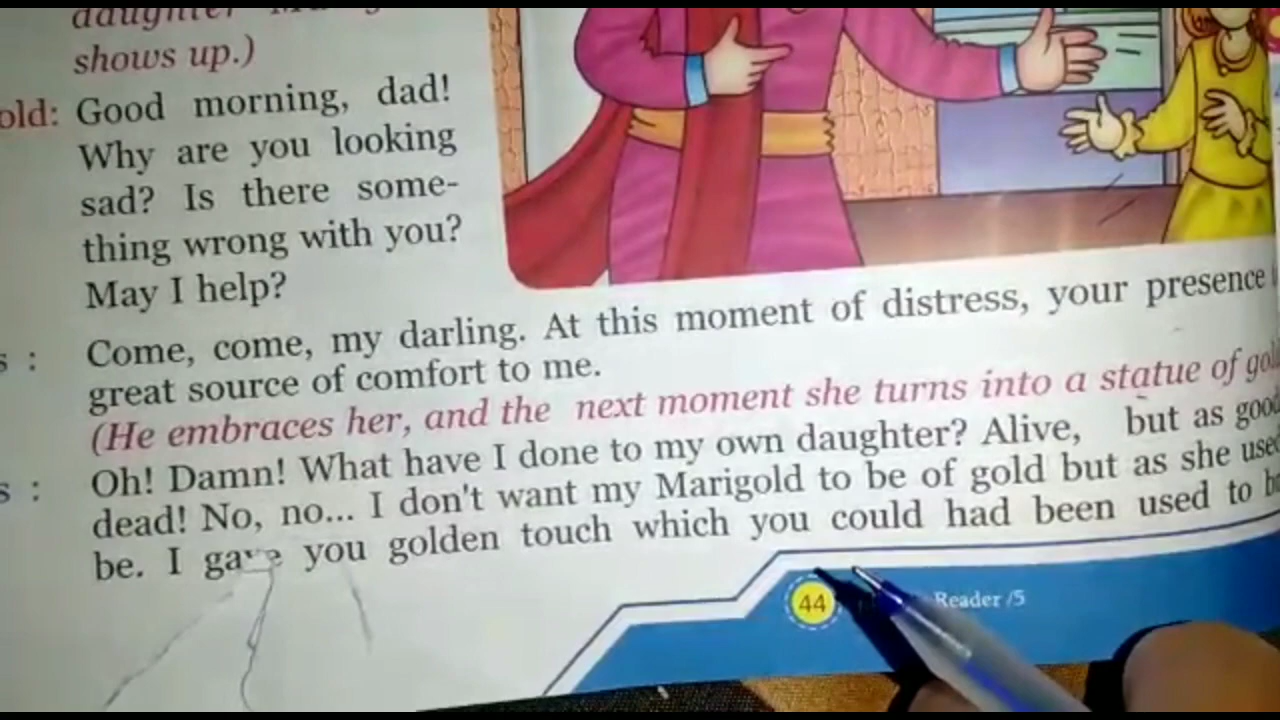 daughter
shows up.)
old: Good morning, dad!
Why are you looking
sad? Is there some-
thing wrong with you?
May I help?
s : Come, come, my darling. At this moment of distress, your presence
great source of comfort to me.
(He embraces her, and the next moment she turns into a statue of gol
s : Oh! Damn! What have I done to my own daughter? Alive, but as good
dead! No, no... I don't want my Marigold to be of gold but as she used
be. I gave you golden touch which you could had been used to b
44 Reader /5